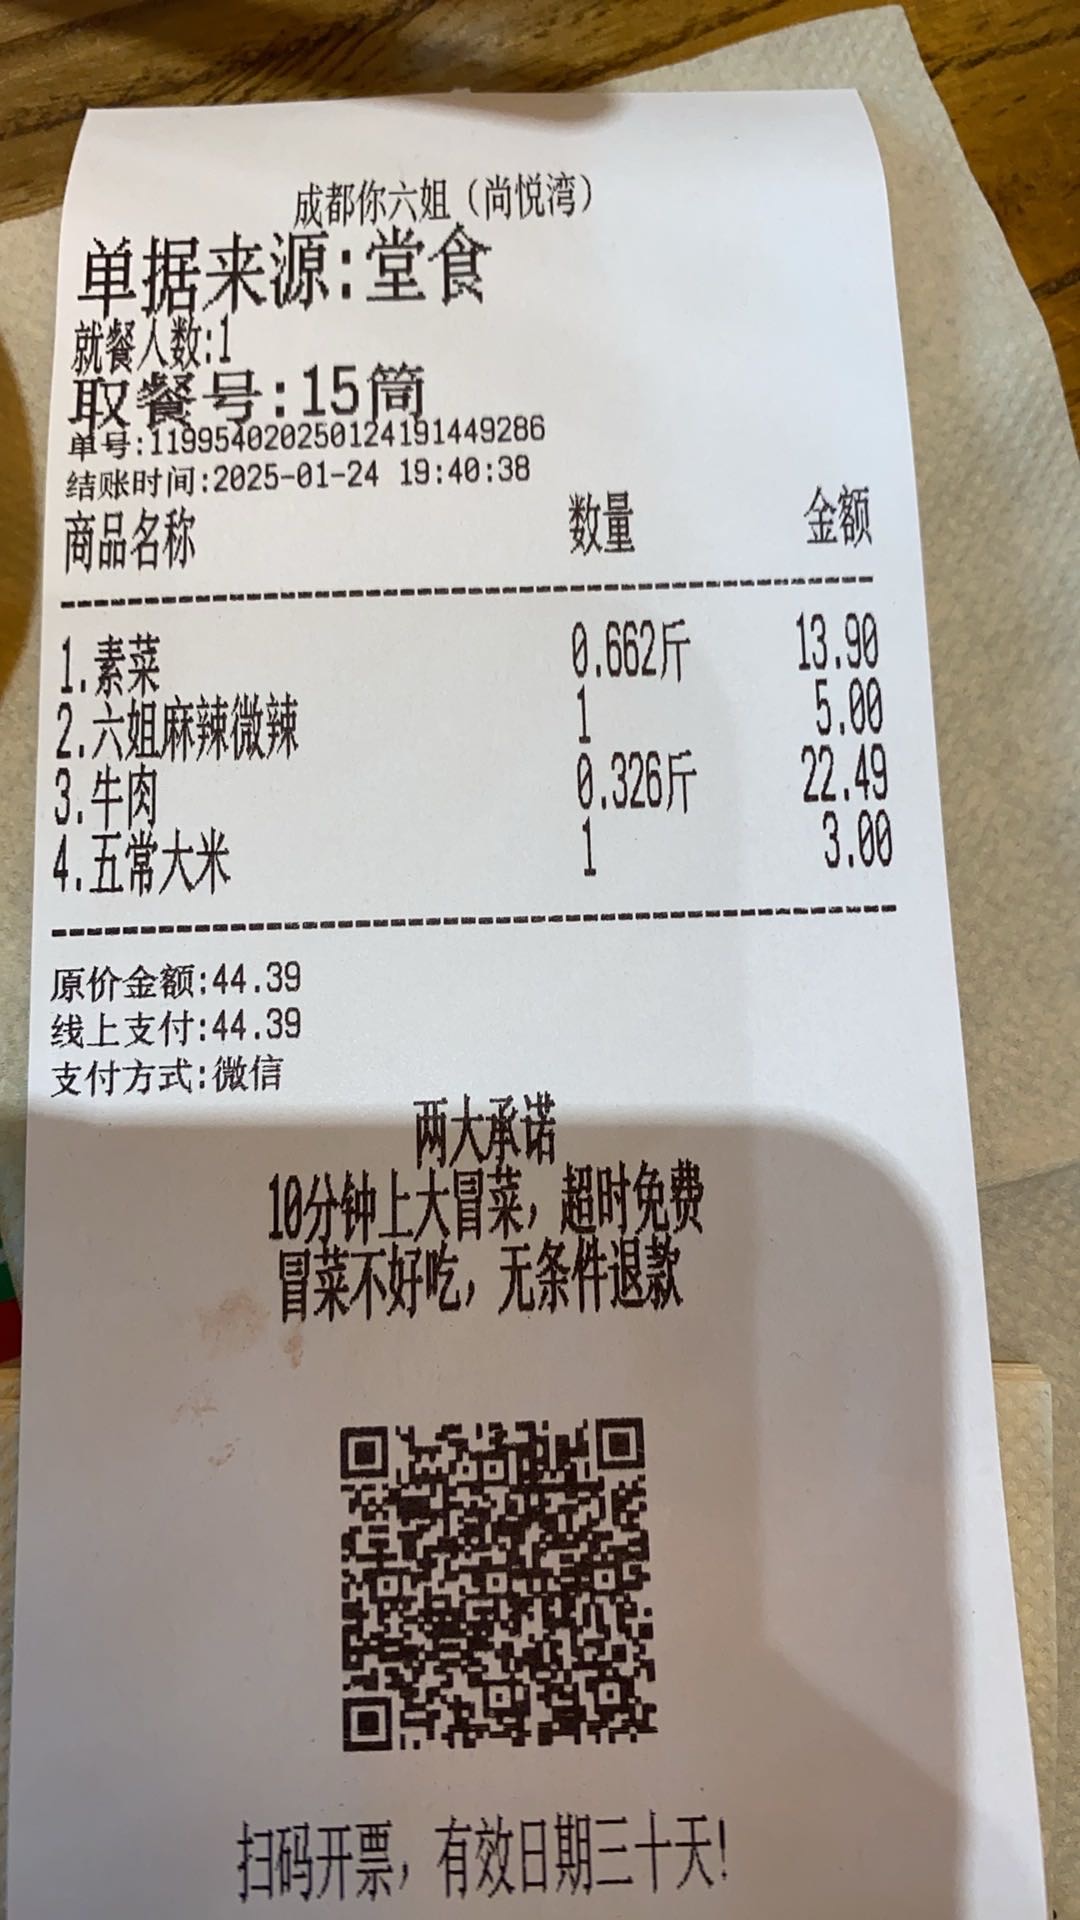 成都你六姐（尚悦湾）
单据来源:堂食
就餐人数:1
取餐号:15筒
单号:119954020250124191449286
结账时间:2025-01-24 19:40:38
商品名称 数量 金额
1.素菜 0.662斤 13.90
2.六姐麻辣微辣 1 5.00
3.牛肉 0.326斤 22.49
4.五常大米 1 3.00
原价金额:44.39
线上支付:44.39
支付方式:微信
两大承诺
10分钟上大冒菜，超时免费
冒菜不好吃，无条件退款
扫码开票，有效日期三十天!